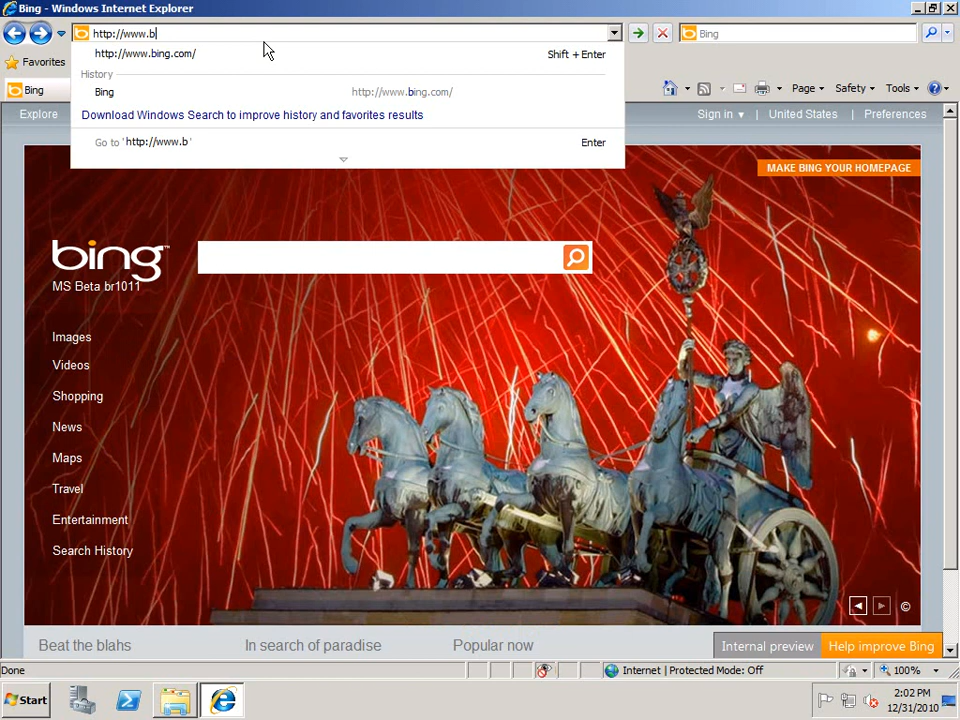 Bing - Windows Internet Explorer
http://www.b
Bing
http://www.bing.com/ Shift + Enter
History
Bing http://www.bing.com/
Download Windows Search to improve history and favorites results
Go to 'http://www.b' Enter
Favorites
Bing
Page Safety Tools
Explore
Sign in United States Preferences
MAKE BING YOUR HOMEPAGE
bing™
MS Beta br1011
Images
Videos
Shopping
News
Maps
Travel
Entertainment
Search History
©
Beat the blahs In search of paradise Popular now
Internal preview Help improve Bing
Done Internet | Protected Mode: Off 100%
Start
2:02 PM
12/31/2010